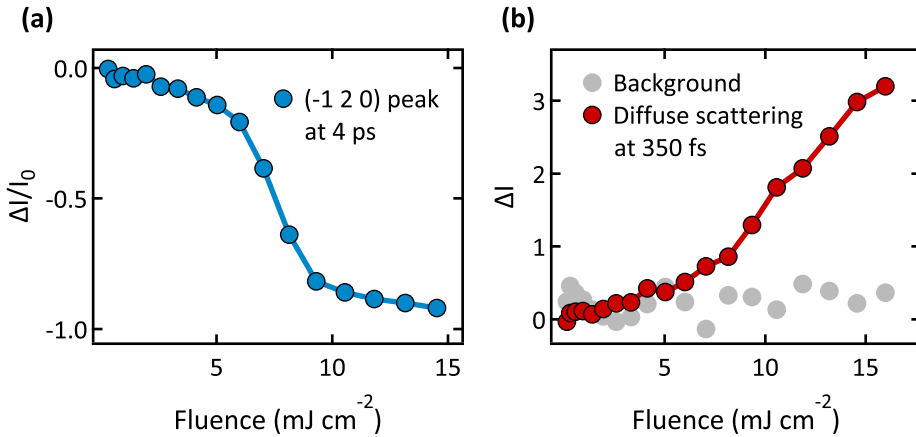 (a)
0.0
-0.5
-1.0
ΔI/I₀
(-1 2 0) peak
at 4 ps
5
10
15
Fluence (mJ cm⁻²)
(b)
3
2
1
0
ΔI
Background
Diffuse scattering
at 350 fs
5
10
15
Fluence (mJ cm⁻²)